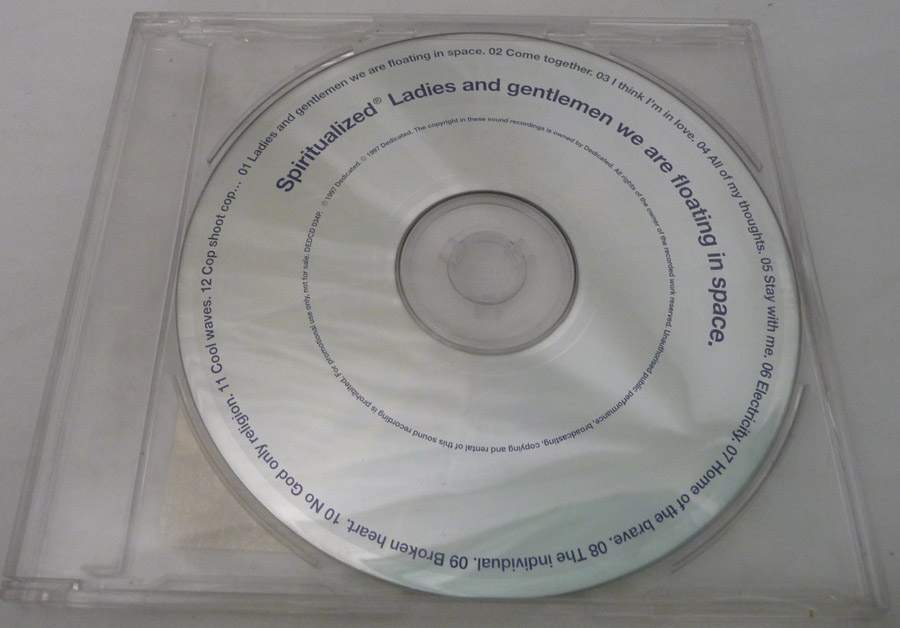 01 Ladies and gentlemen we are floating in space. 02 Come together. 03 I think I'm in love. 04 All of my thoughts. 05 Stay with me. 06 Electricity. 07 Home of the brave. 08 The individual. 09 Broken heart. 10 No God only religion. 11 Cool waves. 12 Cop shoot cop...
Spiritualized® Ladies and gentlemen we are floating in space.
℗ 1997 Dedicated. © 1997 Dedicated. The copyright in these sound recordings is owned by Dedicated. All rights of the owner of the recorded work reserved. Unauthorised public performance, broadcasting, copying and rental of this sound recording is prohibited. For promotional use only, not for sale. DEDCD 034P.